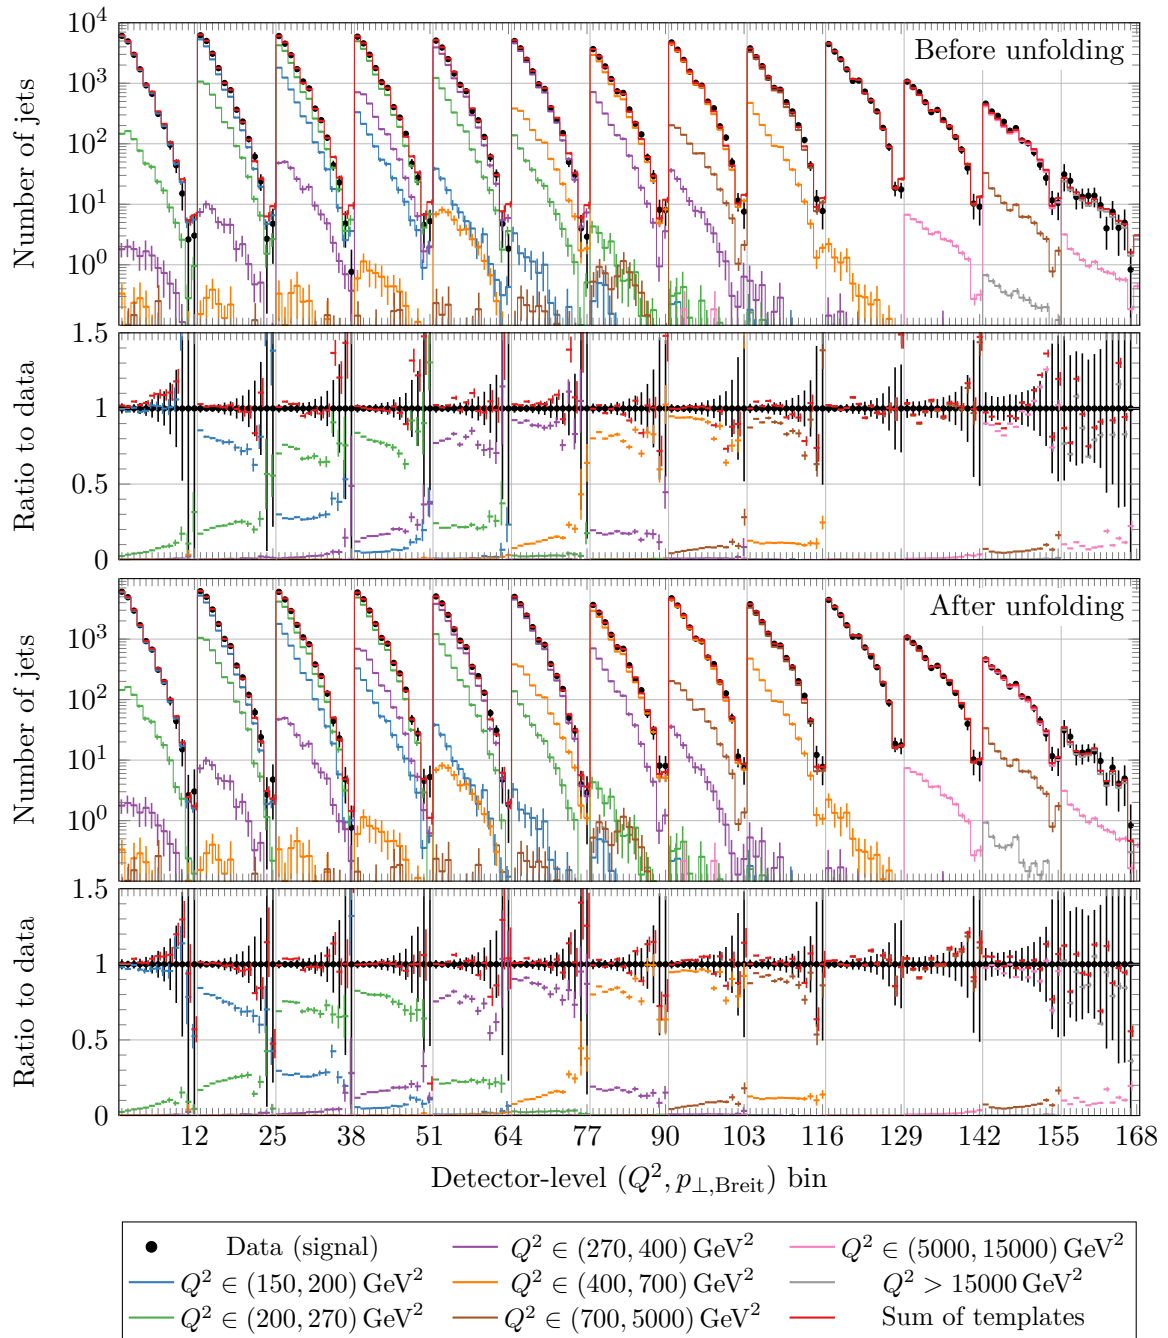 10^4
Before unfolding
10^3
10^2
10^1
10^0
Number of jets
1.5
1
0.5
0
Ratio to data
After unfolding
10^3
10^2
10^1
10^0
Number of jets
1.5
1
0.5
0
Ratio to data
12 25 38 51 64 77 90 103 116 129 142 155 168
Detector-level (Q^2, p_⊥,Breit) bin
Data (signal) Q^2 ∈ (270, 400) GeV^2 Q^2 ∈ (5000, 15000) GeV^2
Q^2 ∈ (150, 200) GeV^2 Q^2 ∈ (400, 700) GeV^2 Q^2 > 15000 GeV^2
Q^2 ∈ (200, 270) GeV^2 Q^2 ∈ (700, 5000) GeV^2 Sum of templates